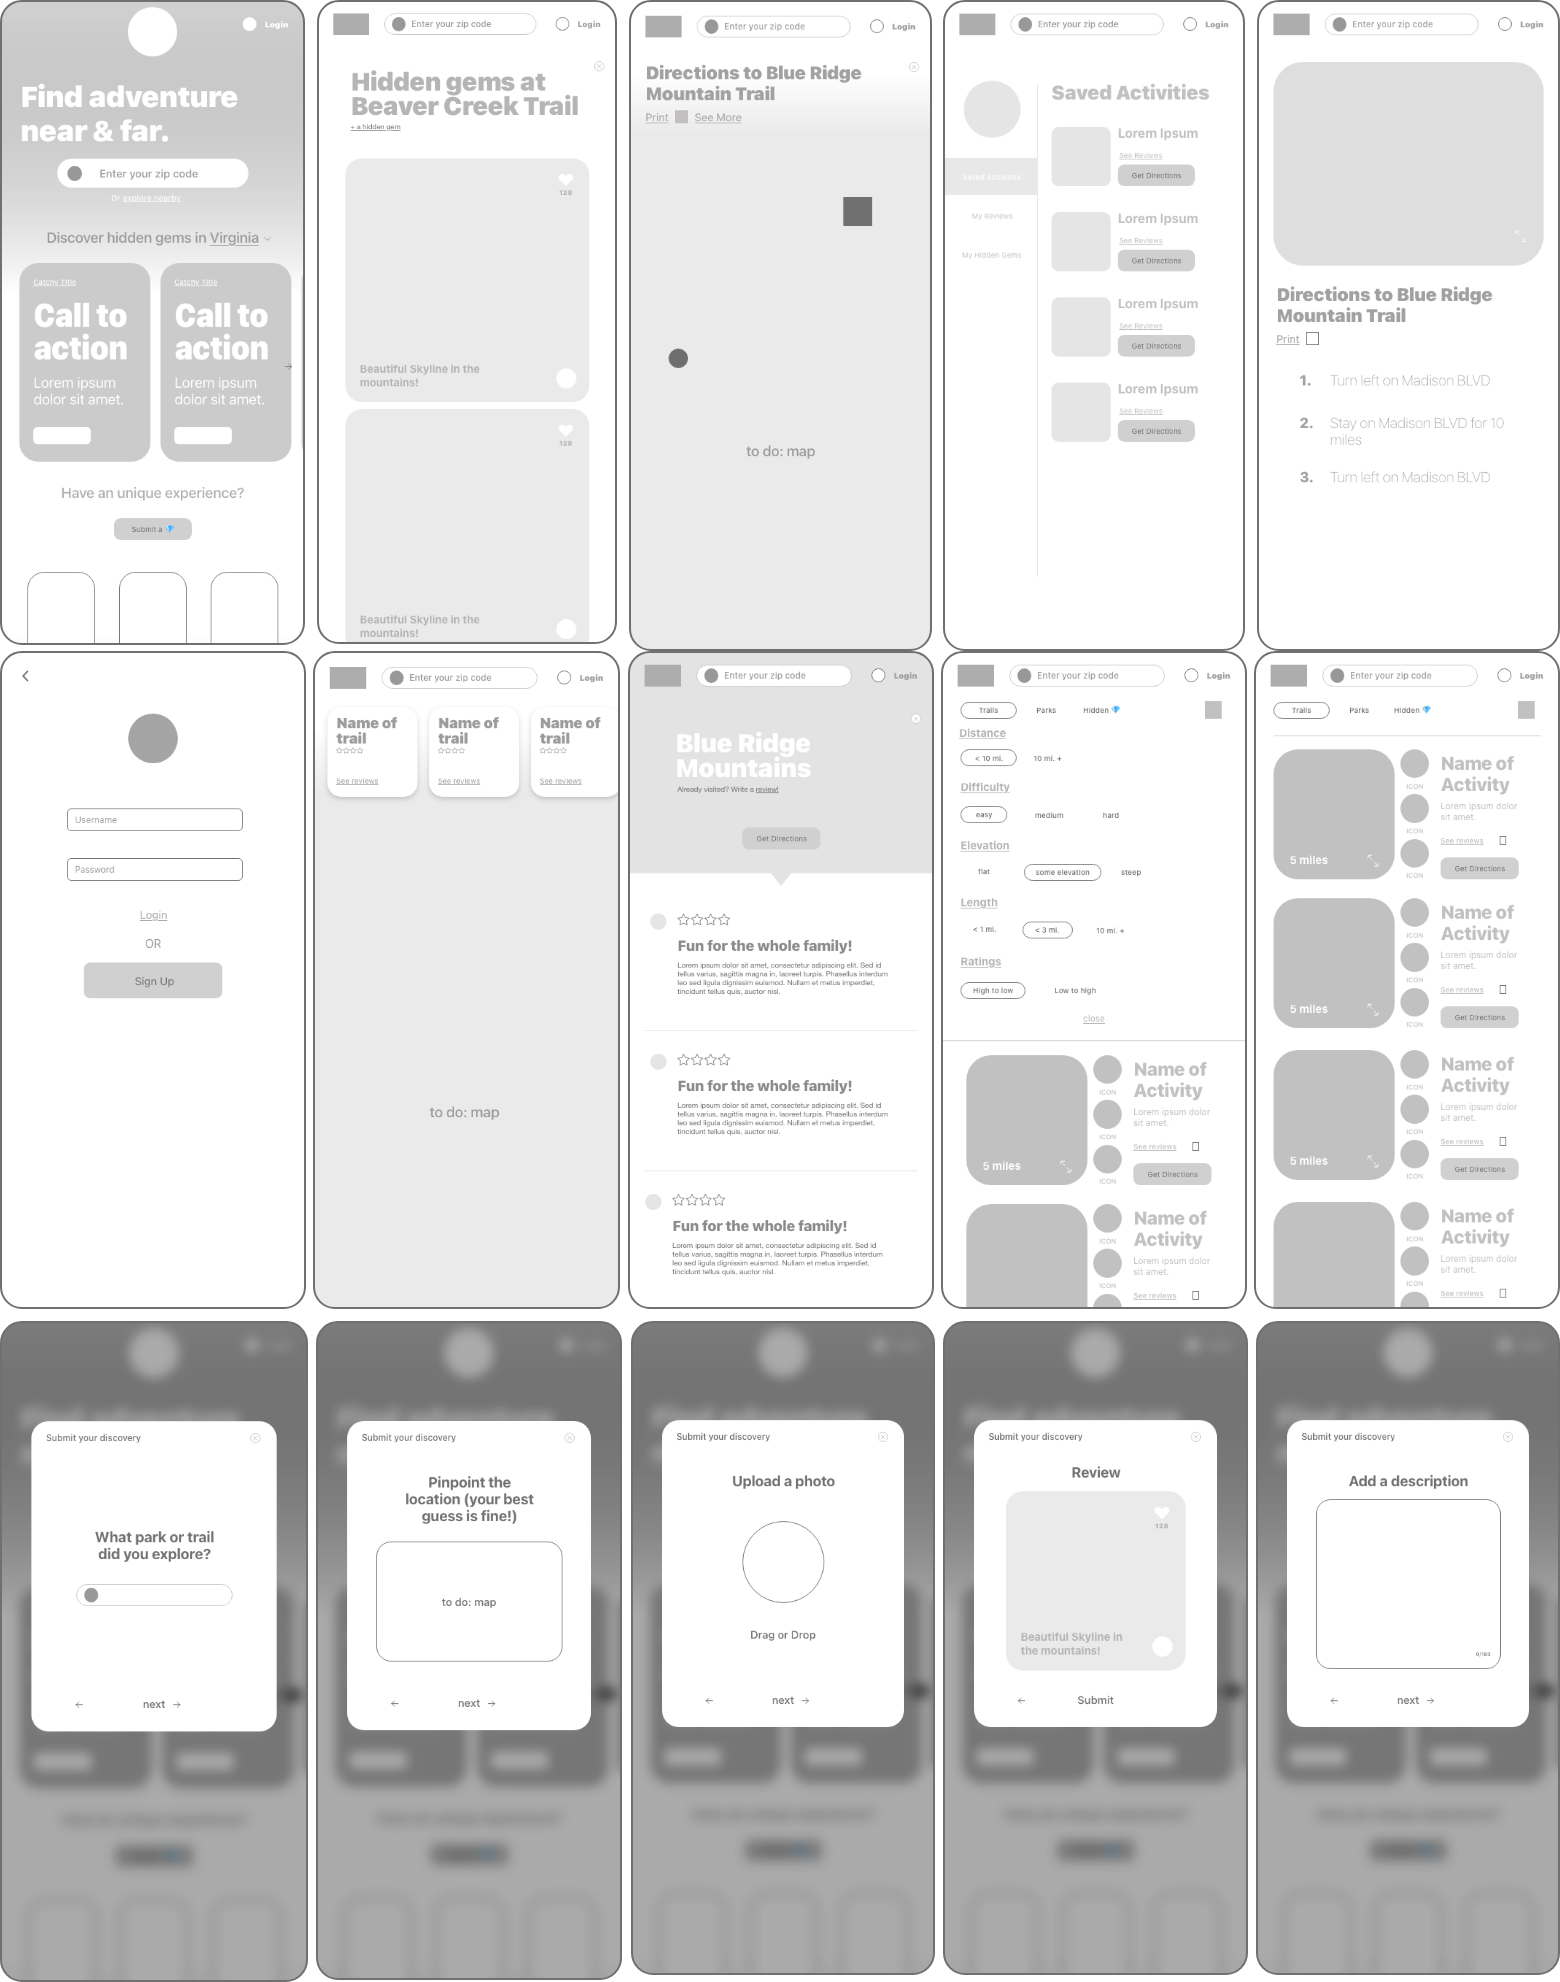 Login
Find adventure
near & far.
Enter your zip code
Or explore nearby
Discover hidden gems in Virginia
Catchy Title
Call to
action
Lorem ipsum
dolor sit amet.
Catchy Title
Call to
action
Lorem ipsum
dolor sit amet.
Have an unique experience?
Submit a 💎
Enter your zip code
Login
Hidden gems at
Beaver Creek Trail
+ a hidden gem
128
Beautiful Skyline in the
mountains!
128
Beautiful Skyline in the
mountains!
Enter your zip code
Login
Directions to Blue Ridge
Mountain Trail
Print See More
to do: map
Enter your zip code
Login
Saved Activities
Saved Activities
My Reviews
My Hidden Gems
Lorem Ipsum
See Reviews
Get Directions
Lorem Ipsum
See Reviews
Get Directions
Lorem Ipsum
See Reviews
Get Directions
Lorem Ipsum
See Reviews
Get Directions
Enter your zip code
Login
Directions to Blue Ridge
Mountain Trail
Print
1. Turn left on Madison BLVD
2. Stay on Madison BLVD for 10
miles
3. Turn left on Madison BLVD
Username
Password
Login
OR
Sign Up
Enter your zip code
Login
Name of
trail
See reviews
Name of
trail
See reviews
Name of
trail
See reviews
to do: map
Enter your zip code
Login
Blue Ridge
Mountains
Already visited? Write a review!
Get Directions
Fun for the whole family!
Lorem ipsum dolor sit amet, consectetur adipiscing elit. Sed id
tellus varius, sagittis magna in, laoreet turpis. Phasellus interdum
leo sed ligula dignissim euismod. Nullam et metus imperdiet,
tincidunt tellus quis, auctor nisl.
Fun for the whole family!
Lorem ipsum dolor sit amet, consectetur adipiscing elit. Sed id
tellus varius, sagittis magna in, laoreet turpis. Phasellus interdum
leo sed ligula dignissim euismod. Nullam et metus imperdiet,
tincidunt tellus quis, auctor nisl.
Fun for the whole family!
Lorem ipsum dolor sit amet, consectetur adipiscing elit. Sed id
tellus varius, sagittis magna in, laoreet turpis. Phasellus interdum
leo sed ligula dignissim euismod. Nullam et metus imperdiet,
tincidunt tellus quis, auctor nisl.
Enter your zip code
Login
Trails Parks Hidden 💎
Distance
< 10 mi. 10 mi. +
Difficulty
easy medium hard
Elevation
flat some elevation steep
Length
< 1 mi. < 3 mi. 10 mi. +
Ratings
High to low Low to high
close
5 miles
ICON
ICON
ICON
Name of
Activity
Lorem ipsum dolor
sit amet.
See reviews
Get Directions
ICON
ICON
Name of
Activity
Lorem ipsum dolor
sit amet.
See reviews
Enter your zip code
Login
Trails Parks Hidden 💎
5 miles
ICON
ICON
ICON
Name of
Activity
Lorem ipsum dolor
sit amet.
See reviews
Get Directions
5 miles
ICON
ICON
ICON
Name of
Activity
Lorem ipsum dolor
sit amet.
See reviews
Get Directions
5 miles
ICON
ICON
ICON
Name of
Activity
Lorem ipsum dolor
sit amet.
See reviews
Get Directions
ICON
ICON
Name of
Activity
Lorem ipsum dolor
sit amet.
See reviews
Submit your discovery
What park or trail
did you explore?
← next →
Submit your discovery
Pinpoint the
location (your best
guess is fine!)
to do: map
← next →
Submit your discovery
Upload a photo
Drag or Drop
← next →
Submit your discovery
Review
128
Beautiful Skyline in
the mountains!
← Submit
Submit your discovery
Add a description
0/180
← next →